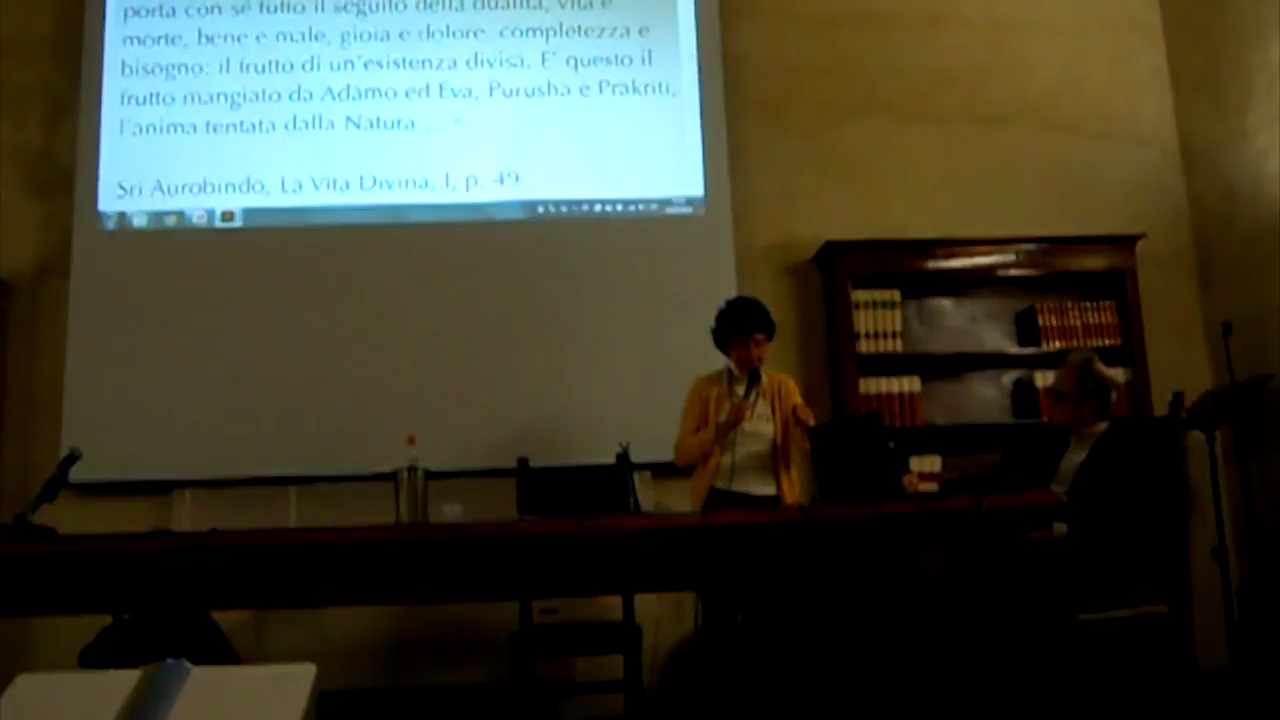 porta con sé tutto il seguito della dualità, vita e
morte, bene e male, gioia e dolore, completezza e
bisogno; il frutto di un'esistenza divisa. E' questo il
frutto mangiato da Adamo ed Eva, Purusha e Prakriti,
l'anima tentata dalla Natura...
Sri Aurobindo, La Vita Divina, I, p. 49